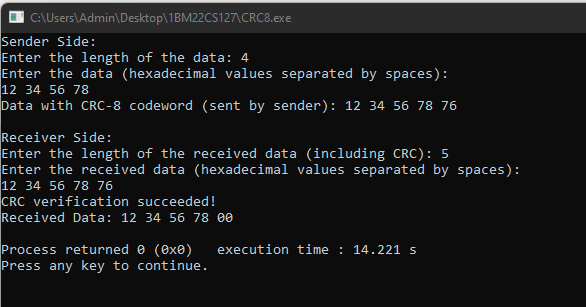 C:\Users\Admin\Desktop\1BM22CS127\CRC8.exe
Sender Side:
Enter the length of the data: 4
Enter the data (hexadecimal values separated by spaces):
12 34 56 78
Data with CRC-8 codeword (sent by sender): 12 34 56 78 76
Receiver Side:
Enter the length of the received data (including CRC): 5
Enter the received data (hexadecimal values separated by spaces):
12 34 56 78 76
CRC verification succeeded!
Received Data: 12 34 56 78 00
Process returned 0 (0x0)   execution time : 14.221 s
Press any key to continue.